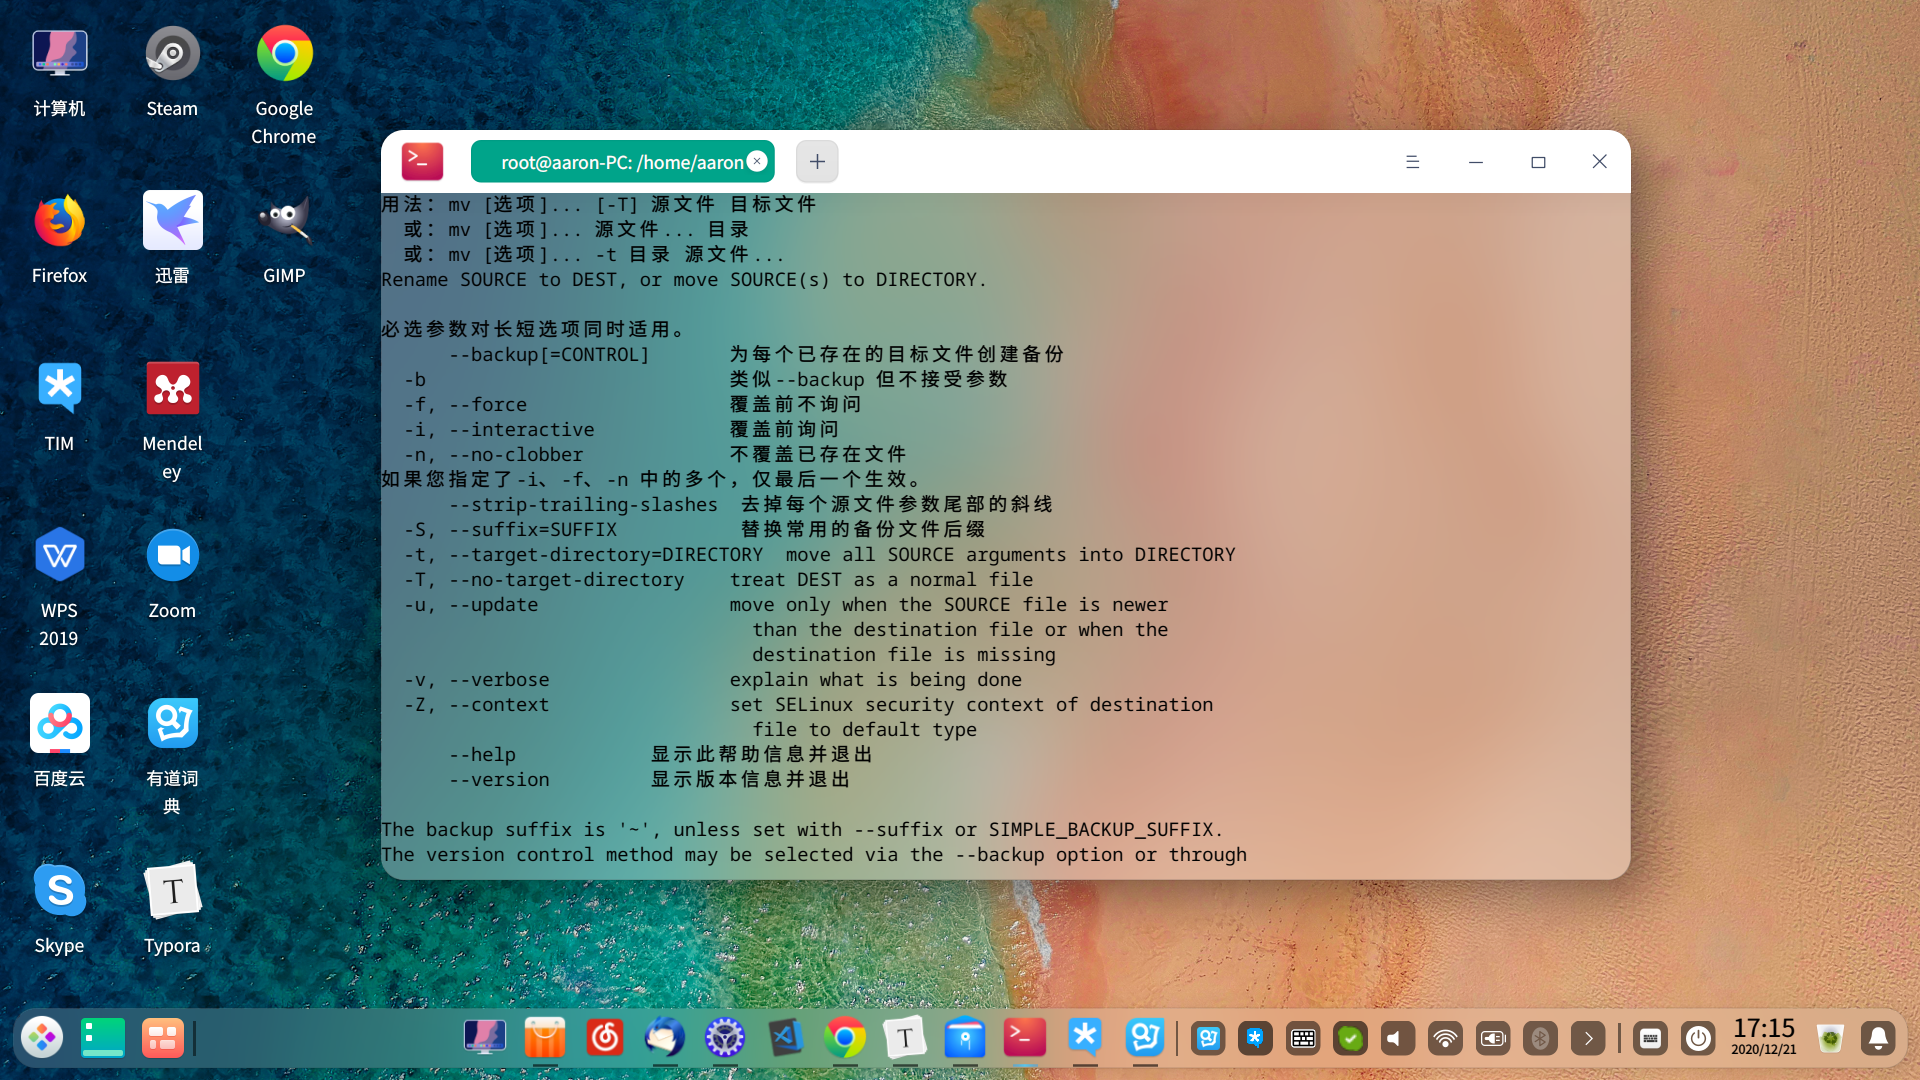 计算机
Steam
Google
Chrome
Firefox
迅雷
GIMP
TIM
Mendel
ey
WPS
2019
Zoom
百度云
有道词
典
Skype
Typora
root@aaron-PC: /home/aaron
用法：mv [选项]... [-T] 源文件 目标文件
  或：mv [选项]... 源文件... 目录
  或：mv [选项]... -t 目录 源文件...
Rename SOURCE to DEST, or move SOURCE(s) to DIRECTORY.
必选参数对长短选项同时适用。
      --backup[=CONTROL]       为每个已存在的目标文件创建备份
  -b                           类似--backup 但不接受参数
  -f, --force                  覆盖前不询问
  -i, --interactive            覆盖前询问
  -n, --no-clobber             不覆盖已存在文件
如果您指定了-i、-f、-n 中的多个，仅最后一个生效。
      --strip-trailing-slashes  去掉每个源文件参数尾部的斜线
  -S, --suffix=SUFFIX           替换常用的备份文件后缀
  -t, --target-directory=DIRECTORY  move all SOURCE arguments into DIRECTORY
  -T, --no-target-directory    treat DEST as a normal file
  -u, --update                 move only when the SOURCE file is newer
                                 than the destination file or when the
                                 destination file is missing
  -v, --verbose                explain what is being done
  -Z, --context                set SELinux security context of destination
                                 file to default type
      --help            显示此帮助信息并退出
      --version         显示版本信息并退出
The backup suffix is '~', unless set with --suffix or SIMPLE_BACKUP_SUFFIX.
The version control method may be selected via the --backup option or through
17:15
2020/12/21